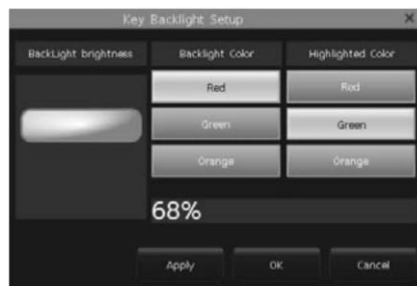 Key Backlight Setup X
BackLight brightness Backlight Color Highlighted Color
Red Red
Green Green
Orange Orange
68%
Apply OK Cancel